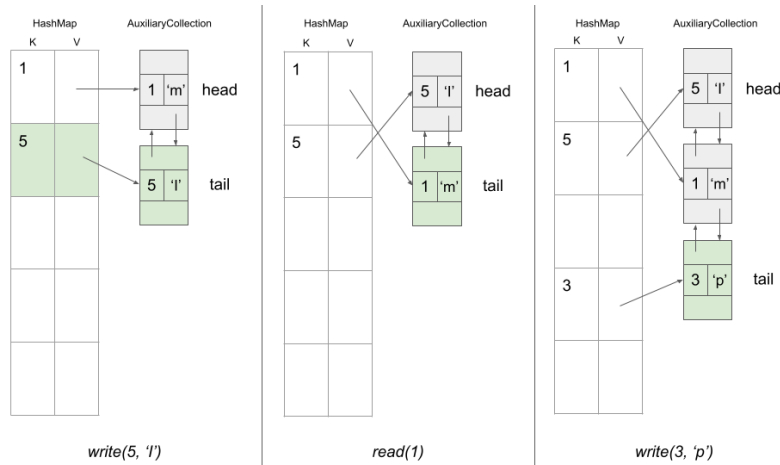 HashMap
AuxiliaryCollection
K V
1
1 'm' head
5
5 'l' tail
write(5, 'l')
HashMap
AuxiliaryCollection
K V
1
5 'l' head
5
1 'm' tail
read(1)
HashMap
AuxiliaryCollection
K V
1
5 'l' head
5
1 'm'
3
3 'p' tail
write(3, 'p')